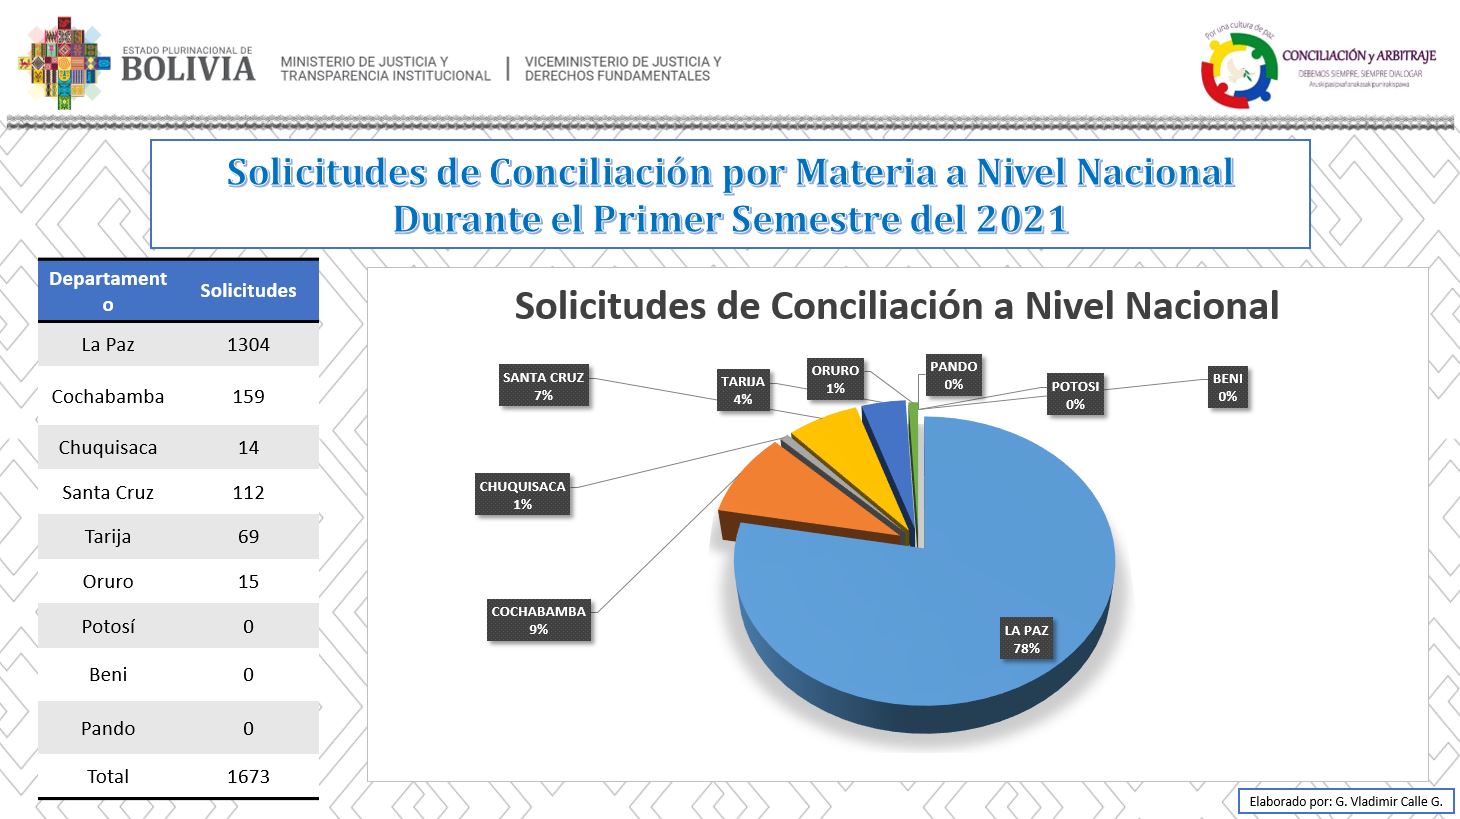 ESTADO PLURINACIONAL DE
BOLIVIA
MINISTERIO DE JUSTICIA Y
TRANSPARENCIA INSTITUCIONAL
VICEMINISTERIO DE JUSTICIA Y
DERECHOS FUNDAMENTALES
Por una cultura de paz
CONCILIACIÓN y ARBITRAJE
DEBEMOS SIEMPRE, SIEMPRE DIALOGAR
Solicitudes de Conciliación por Materia a Nivel Nacional
Durante el Primer Semestre del 2021
Departament
o
Solicitudes
La Paz 1304
Cochabamba 159
Chuquisaca 14
Santa Cruz 112
Tarija 69
Oruro 15
Potosí 0
Beni 0
Pando 0
Total 1673
Solicitudes de Conciliación a Nivel Nacional
SANTA CRUZ
7%
TARIJA
4%
ORURO
1%
PANDO
0%
POTOSI
0%
BENI
0%
CHUQUISACA
1%
COCHABAMBA
9%
LA PAZ
78%
Elaborado por: G. Vladimir Calle G.